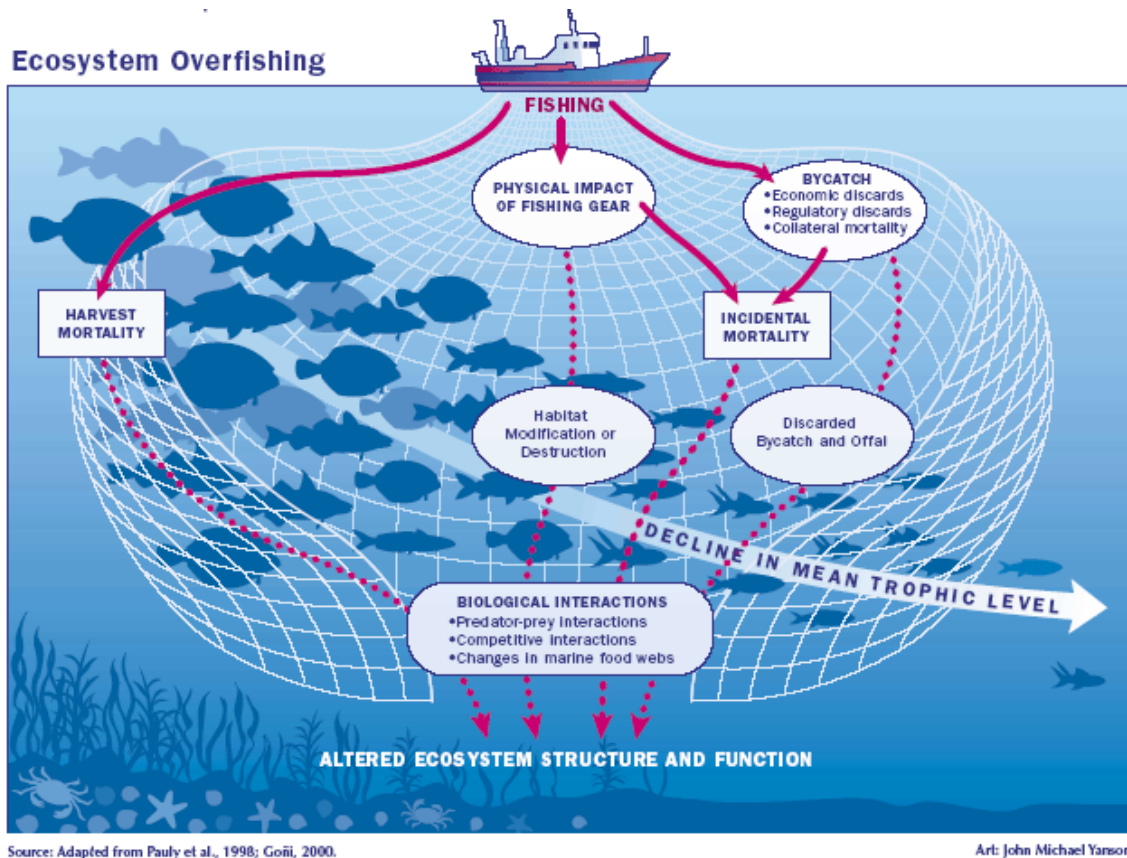 Ecosystem Overfishing
FISHING
PHYSICAL IMPACT
OF FISHING GEAR
BYCATCH
•Economic discards
•Regulatory discards
•Collateral mortality
HARVEST
MORTALITY
INCIDENTAL
MORTALITY
Habitat
Modification or
Destruction
Discarded
Bycatch and Offal
DECLINE IN MEAN TROPHIC LEVEL
BIOLOGICAL INTERACTIONS
•Predator-prey interactions
•Competitive interactions
•Changes in marine food webs
ALTERED ECOSYSTEM STRUCTURE AND FUNCTION
Source: Adapted from Pauly et al., 1998; Goñi, 2000.
Art: John Michael Yanson